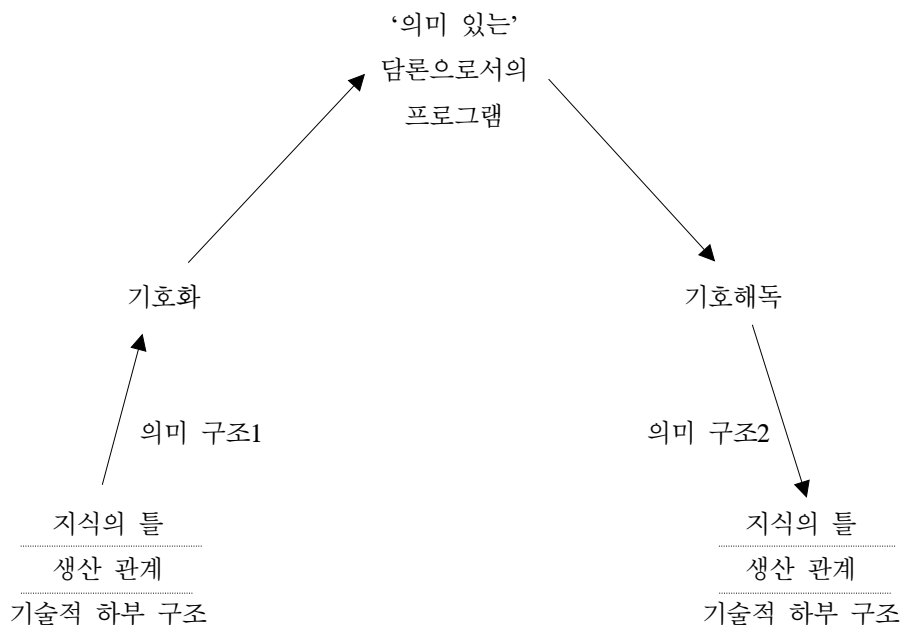 ‘의미 있는’
담론으로서의
프로그램
기호화
기호해독
의미 구조1
의미 구조2
지식의 틀
생산 관계
기술적 하부 구조
지식의 틀
생산 관계
기술적 하부 구조